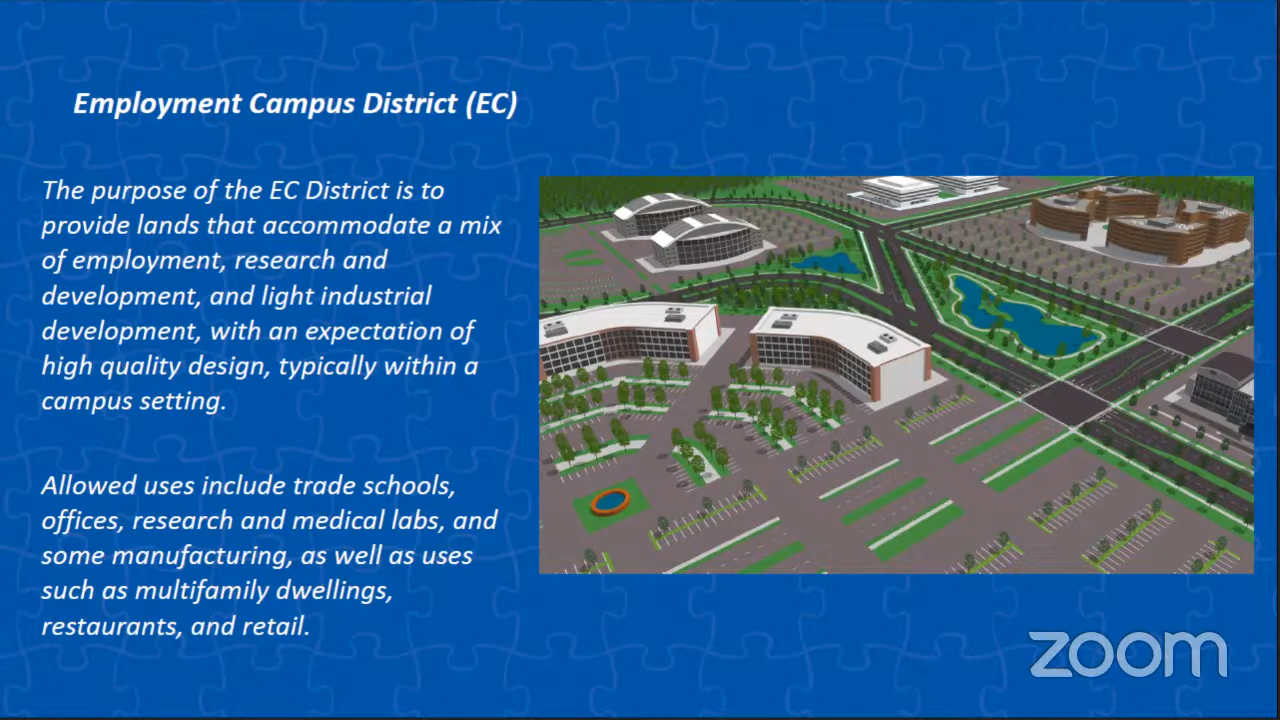 Employment Campus District (EC)
The purpose of the EC District is to
provide lands that accommodate a mix
of employment, research and
development, and light industrial
development, with an expectation of
high quality design, typically within a
campus setting.
Allowed uses include trade schools,
offices, research and medical labs, and
some manufacturing, as well as uses
such as multifamily dwellings,
restaurants, and retail.
zoom